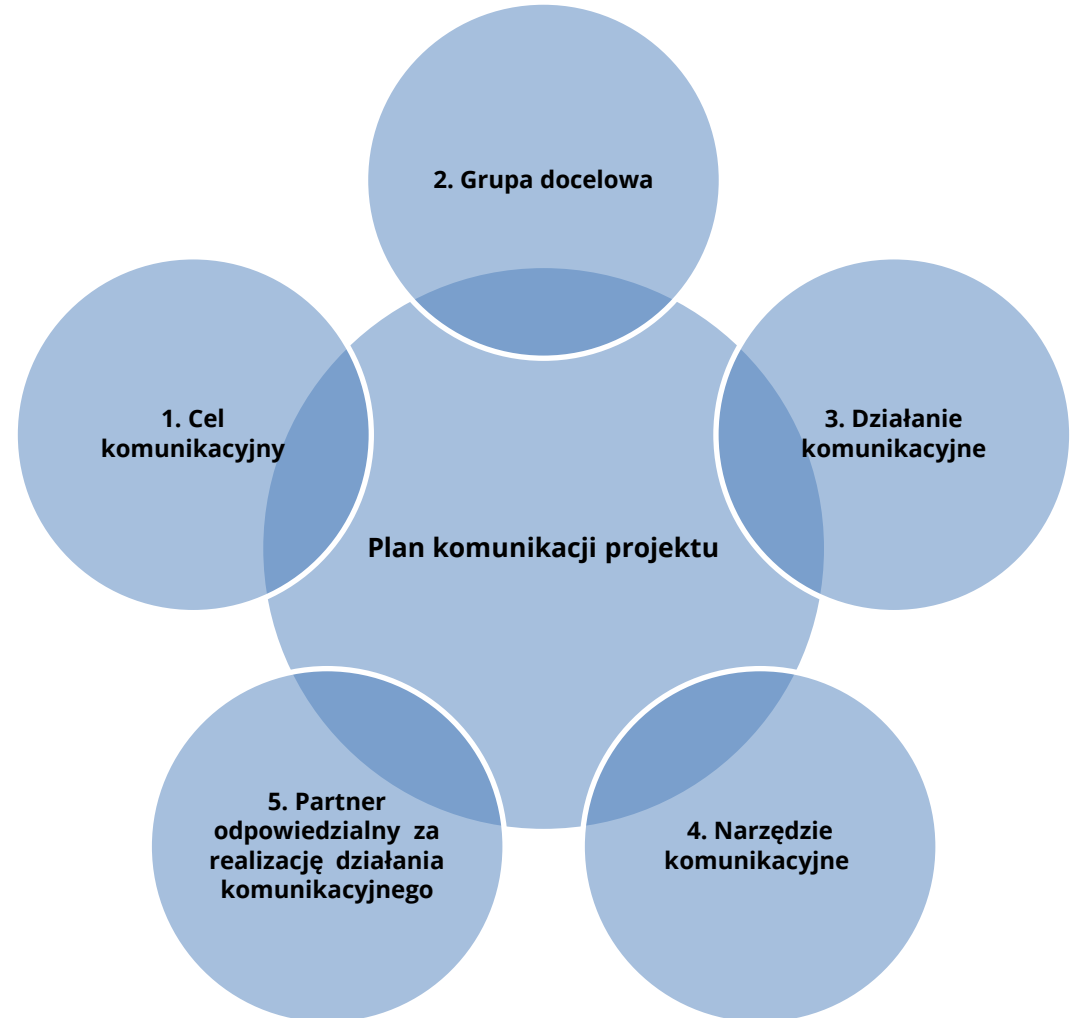 2. Grupa docelowa
1. Cel
komunikacyjny
3. Działanie
komunikacyjne
Plan komunikacji projektu
5. Partner
odpowiedzialny za
realizację działania
komunikacyjnego
4. Narzędzie
komunikacyjne